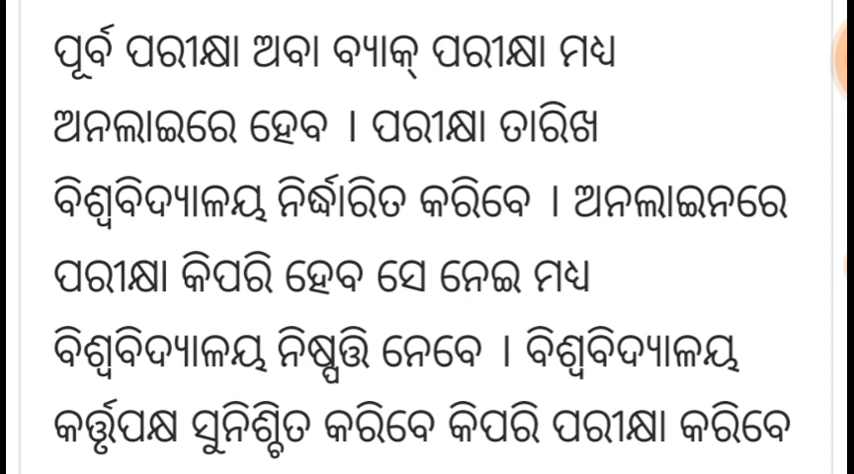 ପୂର୍ବ ପରୀକ୍ଷା ଅବା ବ୍ୟାକ୍ ପରୀକ୍ଷା ମଧ୍ୟ
ଅନଲାଇରେ ହେବ । ପରୀକ୍ଷା ତାରିଖ
ବିଶ୍ୱବିଦ୍ୟାଳୟ ନିର୍ଦ୍ଧାରିତ କରିବେ । ଅନଲାଇନରେ
ପରୀକ୍ଷା କିପରି ହେବ ସେ ନେଇ ମଧ୍ୟ
ବିଶ୍ୱବିଦ୍ୟାଳୟ ନିଷ୍ପତ୍ତି ନେବେ । ବିଶ୍ୱବିଦ୍ୟାଳୟ
କର୍ତ୍ତୃପକ୍ଷ ସୁନିଶ୍ଚିତ କରିବେ କିପରି ପରୀକ୍ଷା କରିବେ